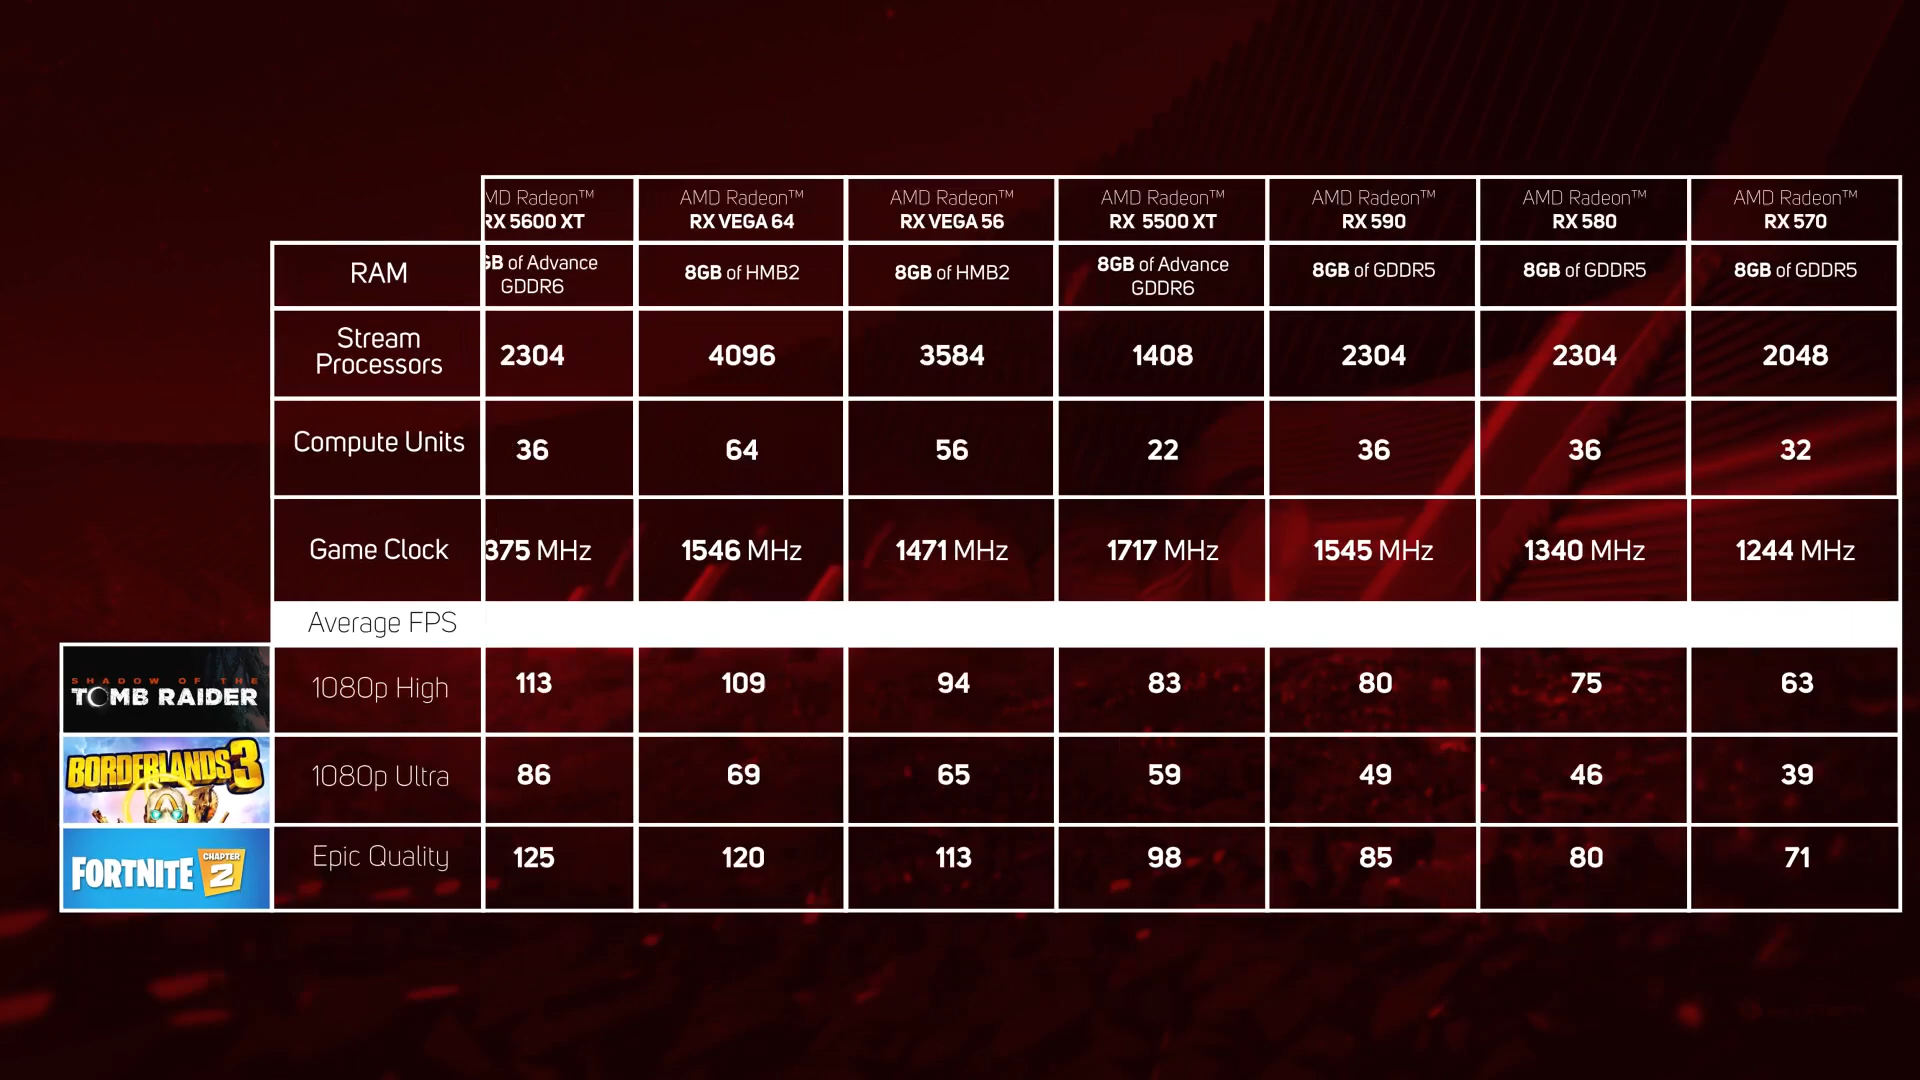 MD Radeon™ AMD Radeon™ AMD Radeon™ AMD Radeon™ AMD Radeon™ AMD Radeon™ AMD Radeon™
RX 5600 XT RX VEGA 64 RX VEGA 56 RX 5500 XT RX 590 RX 580 RX 570
RAM GB of Advance GDDR6 8GB of HMB2 8GB of HMB2 8GB of Advance GDDR6 8GB of GDDR5 8GB of GDDR5 8GB of GDDR5
Stream Processors 2304 4096 3584 1408 2304 2304 2048
Compute Units 36 64 56 22 36 36 32
Game Clock 375 MHz 1546 MHz 1471 MHz 1717 MHz 1545 MHz 1340 MHz 1244 MHz
Average FPS
SHADOW OF THE
TOMB RAIDER 1080p High 113 109 94 83 80 75 63
BORDERLANDS 3 1080p Ultra 86 69 65 59 49 46 39
FORTNITE CHAPTER 2 Epic Quality 125 120 113 98 85 80 71